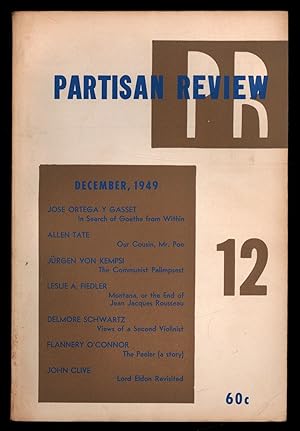 PR
PARTISAN REVIEW
DECEMBER, 1949
JOSE ORTEGA Y GASSET
In Search of Goethe from Within
ALLEN TATE
Our Cousin, Mr. Poe
JÜRGEN VON KEMPSI
The Communist Palimpsest
LESLIE A. FIEDLER
Montana, or the End of
Jean Jacques Rousseau
DELMORE SCHWARTZ
Views of a Second Violinist
FLANNERY O'CONNOR
The Peeler (a story)
JOHN CLIVE
Lord Eldon Revisited
12
60c